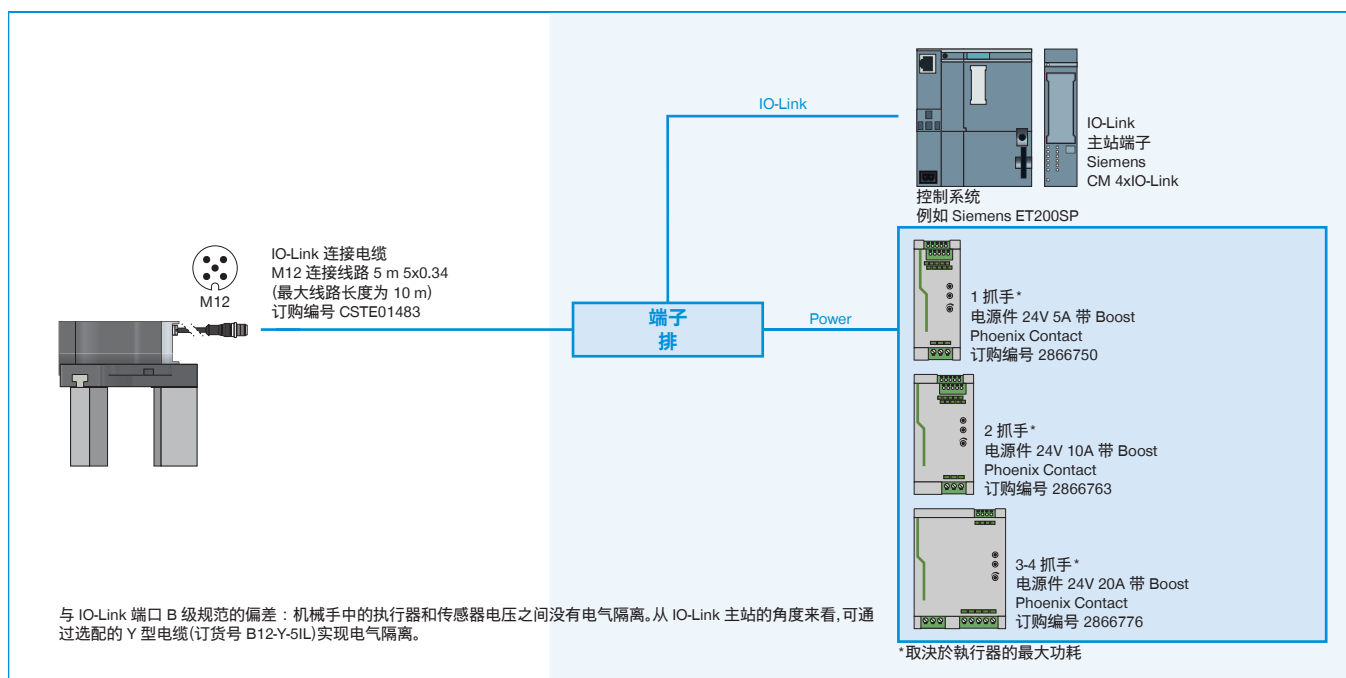 IO-Link
IO-Link
主站端子
Siemens
CM 4xIO-Link
控制系统
例如 Siemens ET200SP
M12
IO-Link 连接电缆
M12 连接线路 5 m 5x0.34
(最大线路长度为 10 m)
订购编号 CSTE01483
端子
排
Power
1 抓手*
电源件 24V 5A 带 Boost
Phoenix Contact
订购编号 2866750
2 抓手*
电源件 24V 10A 带 Boost
Phoenix Contact
订购编号 2866763
3-4 抓手*
电源件 24V 20A 带 Boost
Phoenix Contact
订购编号 2866776
与 IO-Link 端口 B 级规范的偏差：机械手中的执行器和传感器电压之间没有电气隔离。从 IO-Link 主站的角度来看,可通
过选配的 Y 型电缆(订货号 B12-Y-5IL)实现电气隔离。
*取決於執行器的最大功耗